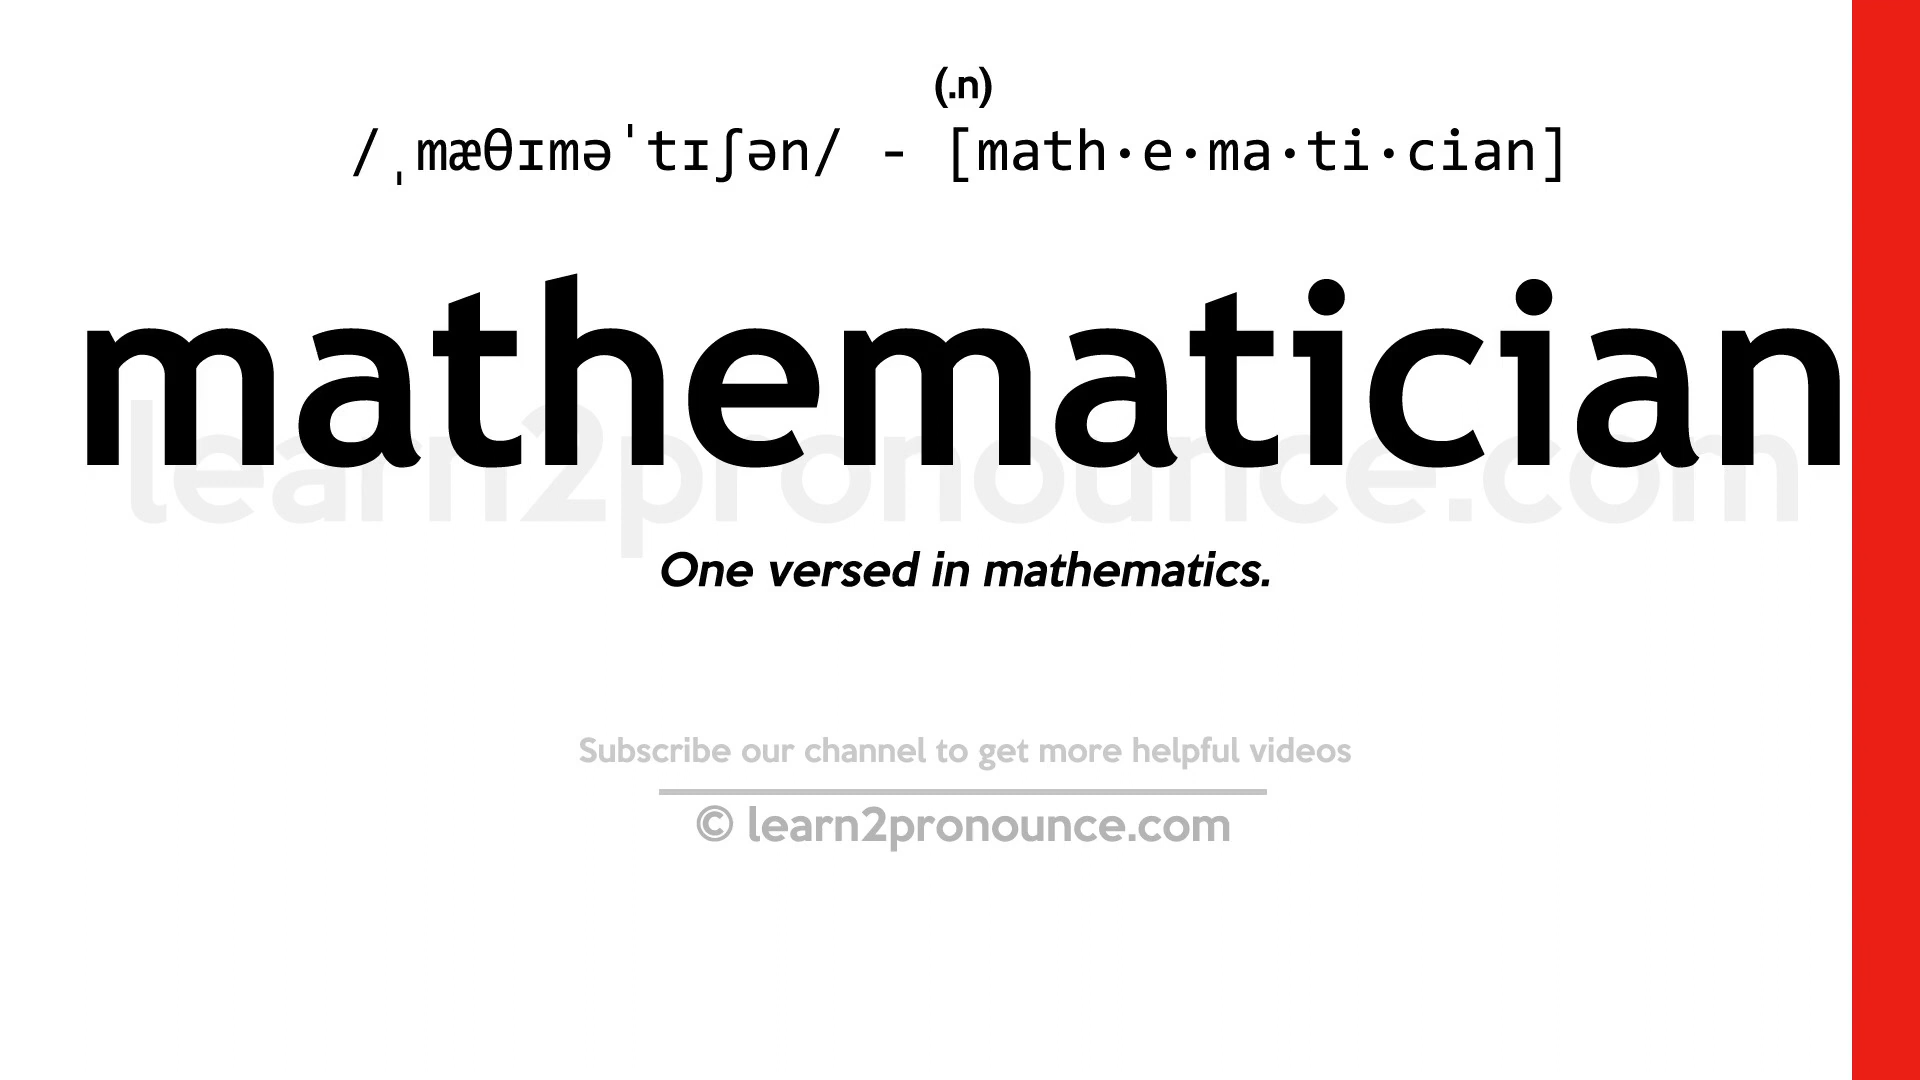 (.n)
/ˌmæθɪməˈtɪʃən/ - [math·e·ma·ti·cian]
mathematician
learn2pronounce.com
One versed in mathematics.
Subscribe our channel to get more helpful videos
© learn2pronounce.com